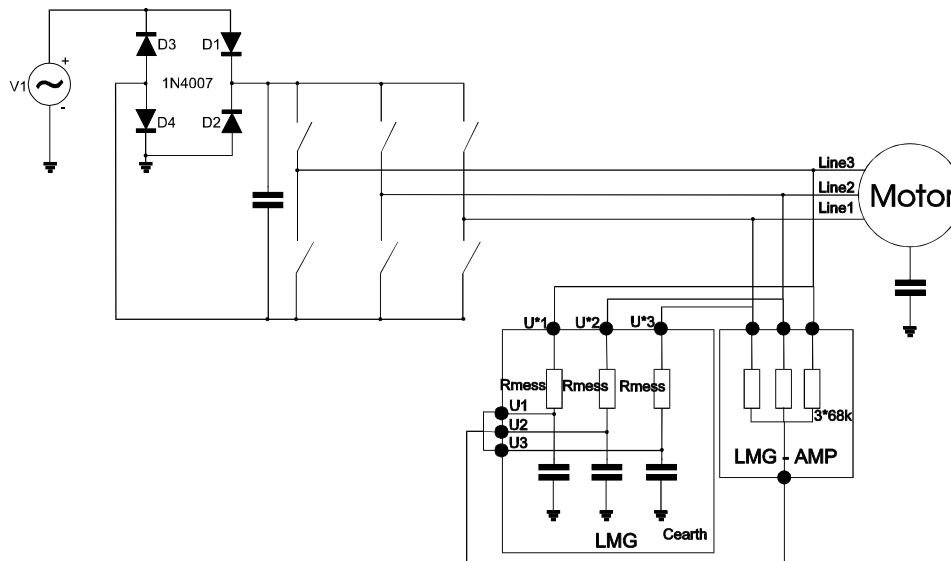 +
D3
D1
V1
1N4007
-
D4
D2
Line3
Line2
Motor
Line1
U*1
U*2
U*3
Rmess
Rmess
Rmess
U1
3*68k
U2
U3
LMG - AMP
LMG
Cearth